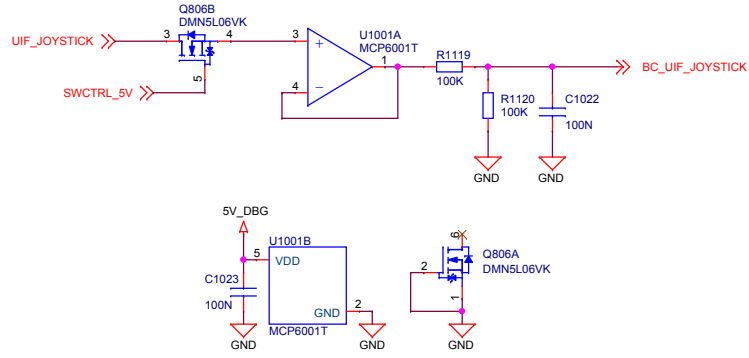 Q806B
DMN5L06VK
UIF_JOYSTICK
3
4
5
SWCTRL_5V
3
+
4
−
1
U1001A
MCP6001T
R1119
100K
R1120
100K
C1022
100N
BC_UIF_JOYSTICK
GND
GND
5V_DBG
U1001B
5
VDD
C1023
100N
GND
2
MCP6001T
GND
GND
6
2
1
Q806A
DMN5L06VK
GND